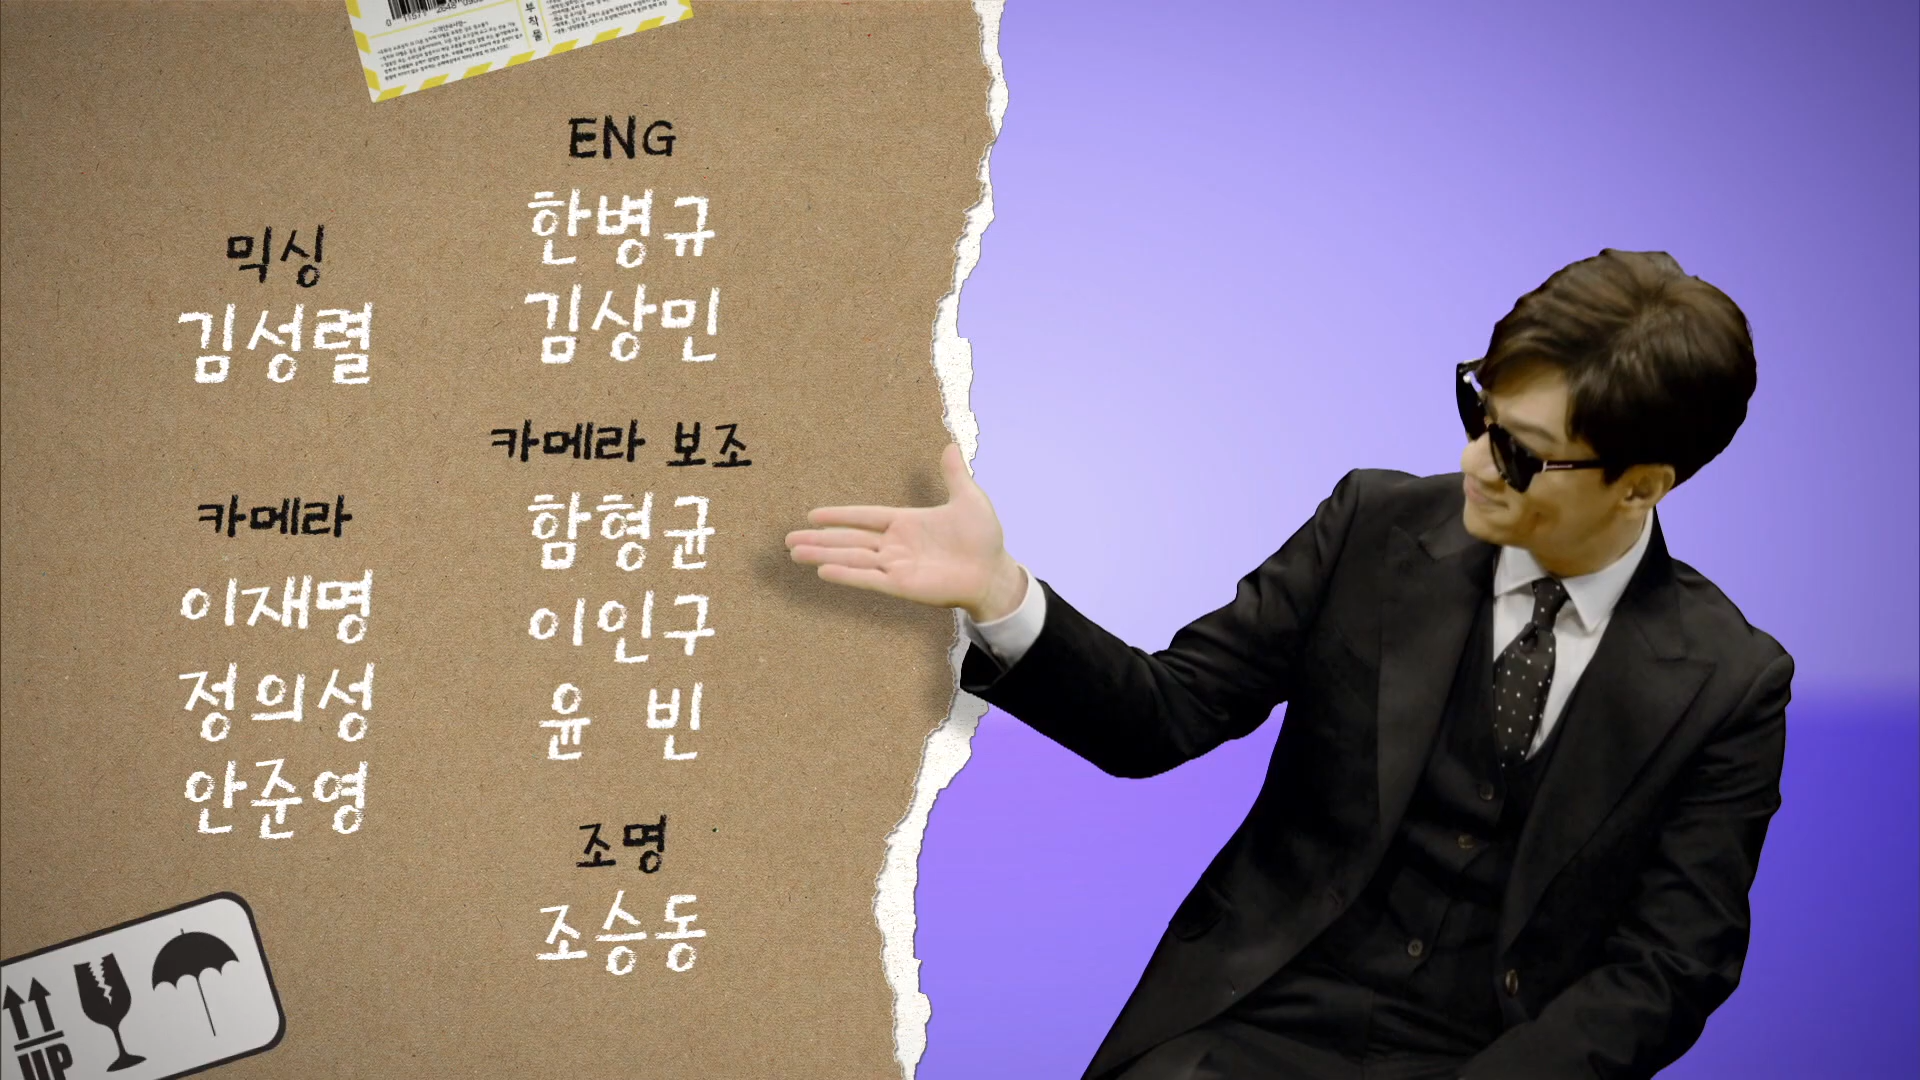 믹싱
김성렬
카메라
이재명
정의성
안준영
ENG
한병규
김상민
카메라 보조
함형균
이인구
윤 빈
조명
조승동
UP